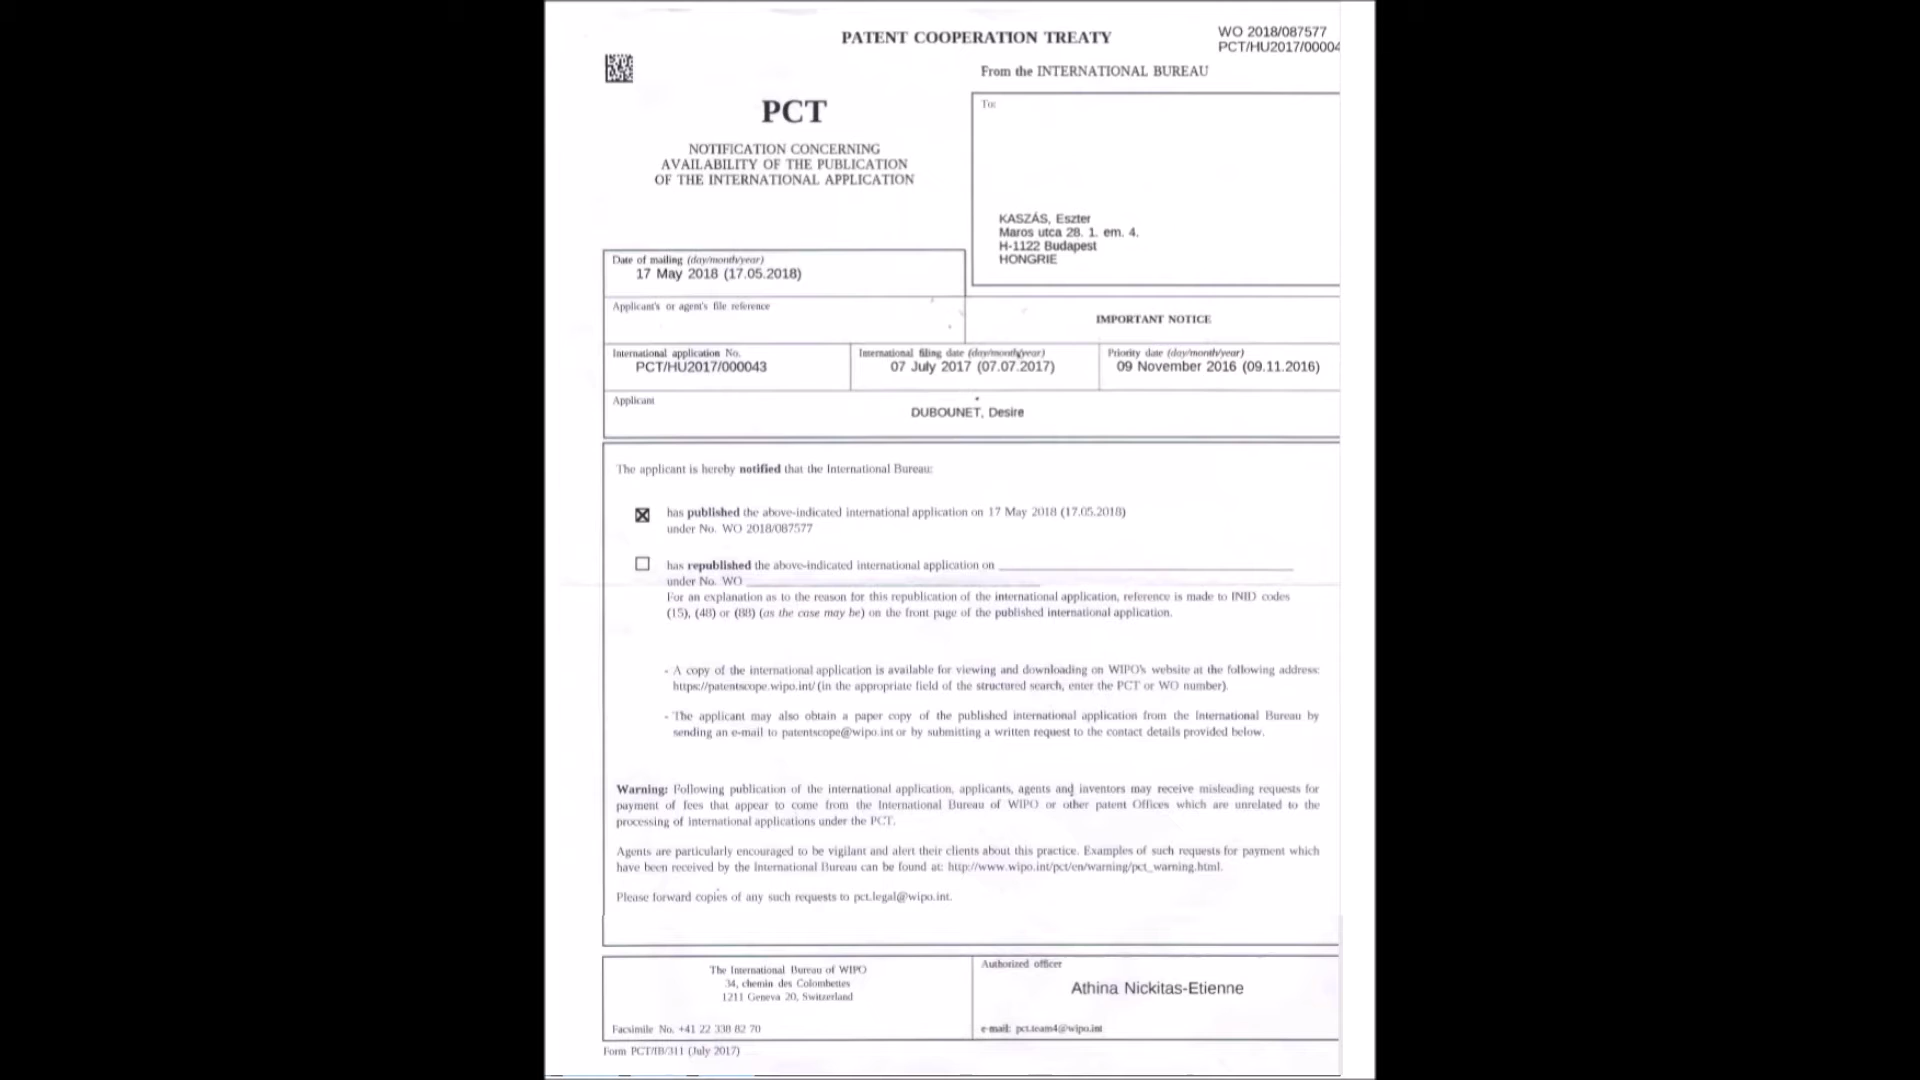 PATENT COOPERATION TREATY
WO 2018/087577
PCT/HU2017/00004
From the INTERNATIONAL BUREAU
PCT
NOTIFICATION CONCERNING
AVAILABILITY OF THE PUBLICATION
OF THE INTERNATIONAL APPLICATION
To:
KASZÁS, Eszter
Maros utca 28. 1. em. 4.
H-1122 Budapest
HONGRIE
Date of mailing (day/month/year)
17 May 2018 (17.05.2018)
Applicant's or agent's file reference
IMPORTANT NOTICE
International application No.
PCT/HU2017/000043
International filing date (day/month/year)
07 July 2017 (07.07.2017)
Priority date (day/month/year)
09 November 2016 (09.11.2016)
Applicant
DUBOUNET, Desire
The applicant is hereby notified that the International Bureau:
has published the above-indicated international application on 17 May 2018 (17.05.2018)
under No. WO 2018/087577
has republished the above-indicated international application on
under No. WO
For an explanation as to the reason for this republication of the international application, reference is made to INID codes
(15), (48) or (88) (as the case may be) on the front page of the published international application.
- A copy of the international application is available for viewing and downloading on WIPO's website at the following address:
https://patentscope.wipo.int/ (in the appropriate field of the structured search, enter the PCT or WO number).
- The applicant may also obtain a paper copy of the published international application from the International Bureau by
sending an e-mail to patentscope@wipo.int or by submitting a written request to the contact details provided below.
Warning: Following publication of the international application, applicants, agents and inventors may receive misleading requests for
payment of fees that appear to come from the International Bureau of WIPO or other patent Offices which are unrelated to the
processing of international applications under the PCT.
Agents are particularly encouraged to be vigilant and alert their clients about this practice. Examples of such requests for payment which
have been received by the International Bureau can be found at: http://www.wipo.int/pct/en/warning/pct_warning.html.
Please forward copies of any such requests to pct.legal@wipo.int.
The International Bureau of WIPO
34, chemin des Colombettes
1211 Geneva 20, Switzerland
Facsimile No. +41 22 338 82 70
Authorized officer
Athina Nickitas-Etienne
e-mail: pct.team4@wipo.int
Form PCT/IB/311 (July 2017)